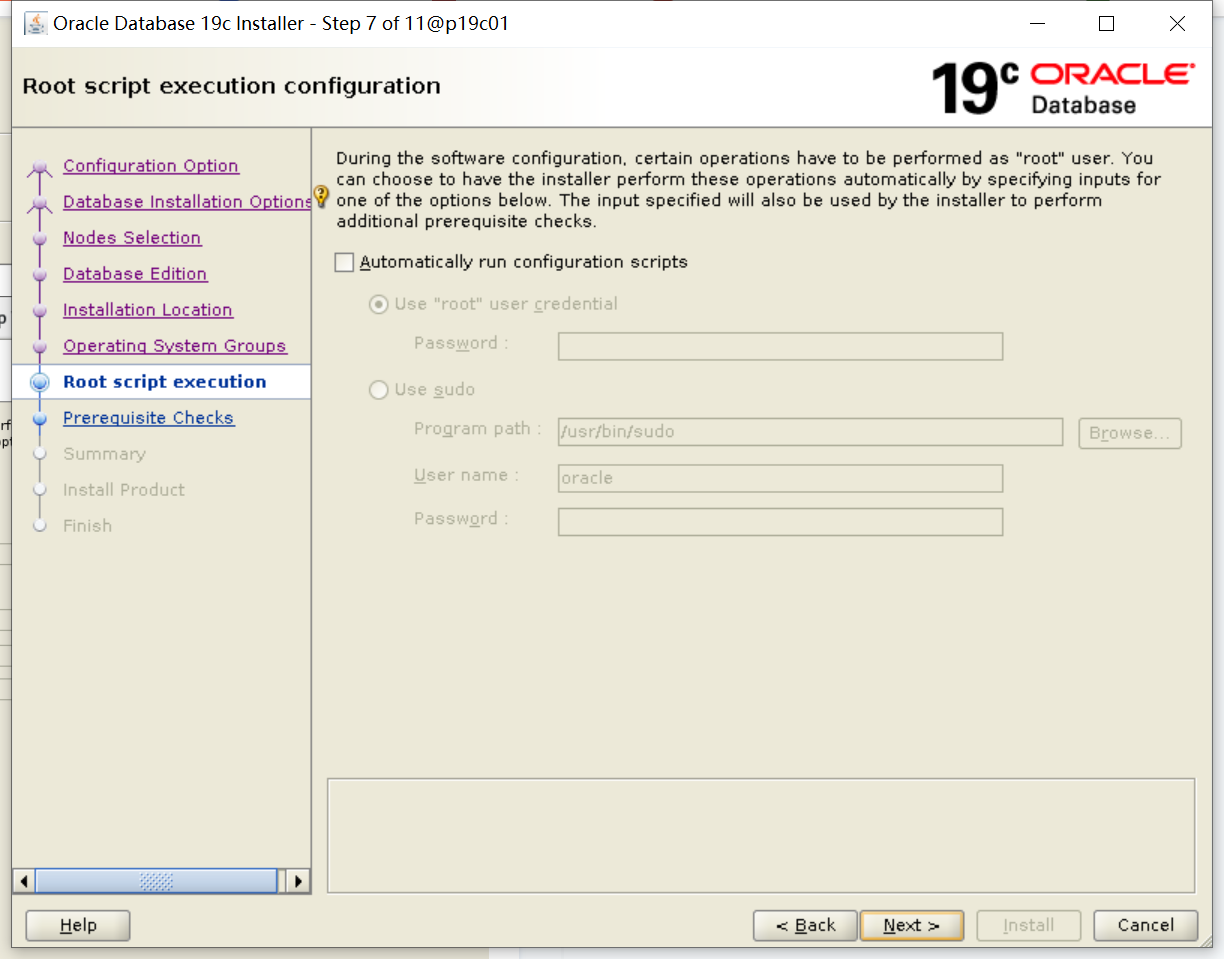 Oracle Database 19c Installer - Step 7 of 11@p19c01
Root script execution configuration
19c ORACLE
Database
Configuration Option
Database Installation Options
Nodes Selection
Database Edition
Installation Location
Operating System Groups
Root script execution
Prerequisite Checks
Summary
Install Product
Finish
During the software configuration, certain operations have to be performed as "root" user. You
can choose to have the installer perform these operations automatically by specifying inputs for
one of the options below. The input specified will also be used by the installer to perform
additional prerequisite checks.
Automatically run configuration scripts
Use "root" user credential
Password :
Use sudo
Program path : /usr/bin/sudo Browse...
User name : oracle
Password :
Help < Back Next > Install Cancel